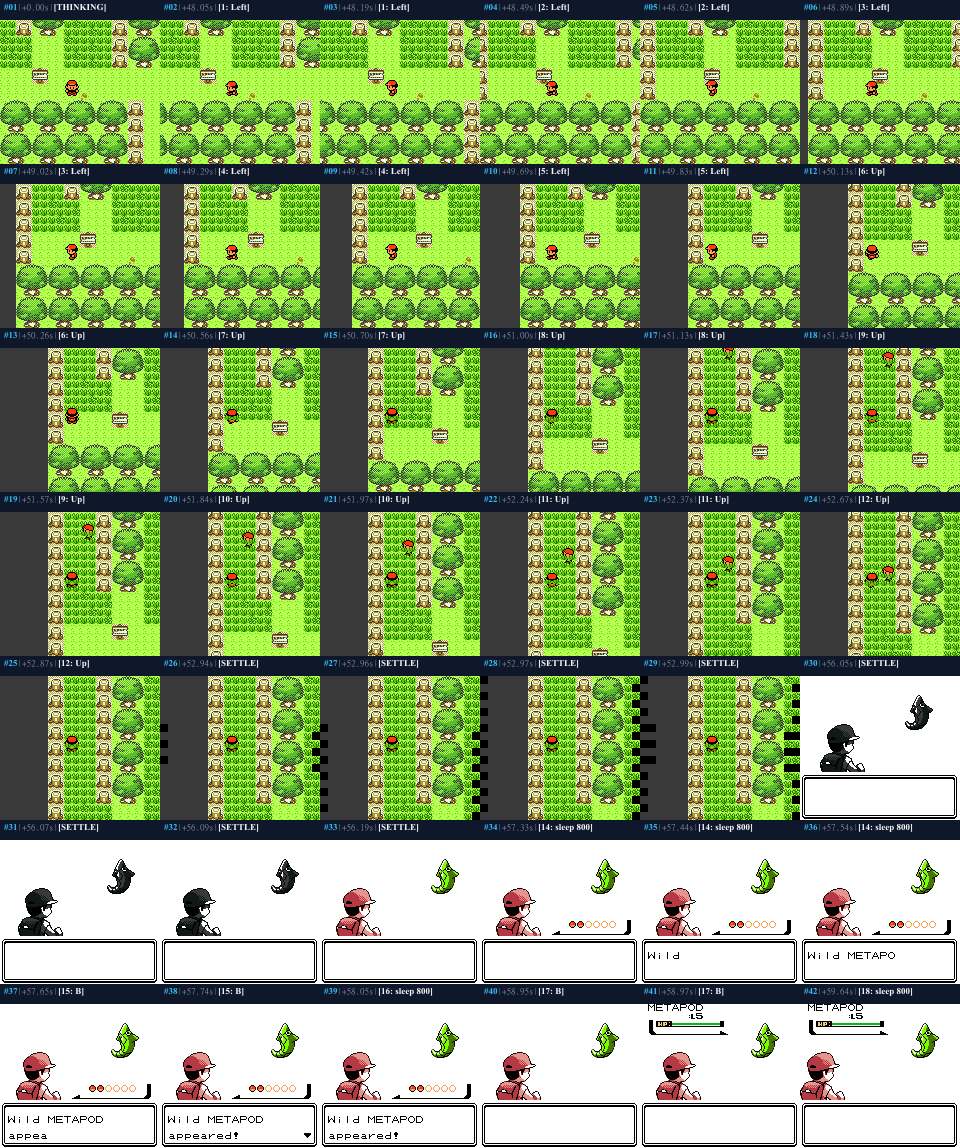 #01|+0.00s|[THINKING]
#02|+48.05s|[1: Left]
#03|+48.19s|[1: Left]
#04|+48.49s|[2: Left]
#05|+48.62s|[2: Left]
#06|+48.89s|[3: Left]
#07|+49.02s|[3: Left]
#08|+49.29s|[4: Left]
#09|+49.42s|[4: Left]
#10|+49.69s|[5: Left]
#11|+49.83s|[5: Left]
#12|+50.13s|[6: Up]
#13|+50.26s|[6: Up]
#14|+50.56s|[7: Up]
#15|+50.70s|[7: Up]
#16|+51.00s|[8: Up]
#17|+51.13s|[8: Up]
#18|+51.43s|[9: Up]
#19|+51.57s|[9: Up]
#20|+51.84s|[10: Up]
#21|+51.97s|[10: Up]
#22|+52.24s|[11: Up]
#23|+52.37s|[11: Up]
#24|+52.67s|[12: Up]
#25|+52.87s|[12: Up]
#26|+52.94s|[SETTLE]
#27|+52.96s|[SETTLE]
#28|+52.97s|[SETTLE]
#29|+52.99s|[SETTLE]
#30|+56.05s|[SETTLE]
#31|+56.07s|[SETTLE]
#32|+56.09s|[SETTLE]
#33|+56.19s|[SETTLE]
#34|+57.33s|[14: sleep 800]
#35|+57.44s|[14: sleep 800]
#36|+57.54s|[14: sleep 800]
Wild
Wild METAPO
#37|+57.65s|[15: B]
#38|+57.74s|[15: B]
#39|+58.05s|[16: sleep 800]
#40|+58.95s|[17: B]
#41|+58.97s|[17: B]
#42|+59.64s|[18: sleep 800]
Wild METAPOD
appea
Wild METAPOD
appeared!
Wild METAPOD
appeared!
METAPOD
:L5
HP:
METAPOD
:L5
HP: